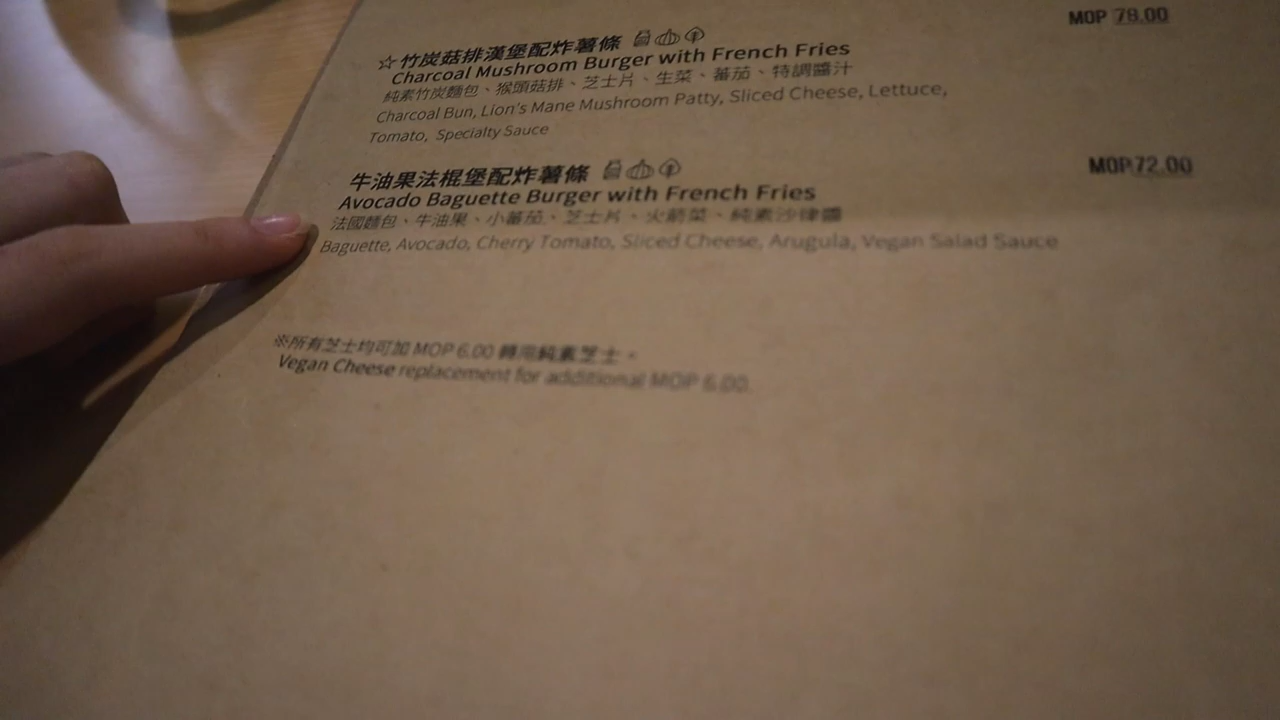 MOP 78.00
☆竹炭菇排漢堡配炸薯條
Charcoal Mushroom Burger with French Fries
純素竹炭麵包、猴頭菇排、芝士片、生菜、蕃茄、特調醬汁
Charcoal Bun, Lion's Mane Mushroom Patty, Sliced Cheese, Lettuce,
Tomato, Specialty Sauce
牛油果法棍堡配炸薯條
MOP72.00
Avocado Baguette Burger with French Fries
法國麵包、牛油果、小蕃茄、芝士片、火箭菜、純素沙律醬
Baguette, Avocado, Cherry Tomato, Sliced Cheese, Arugula, Vegan Salad Sauce
※所有芝士均可加 MOP 6.00 轉用純素芝士。
Vegan Cheese replacement for additional MOP 6.00.